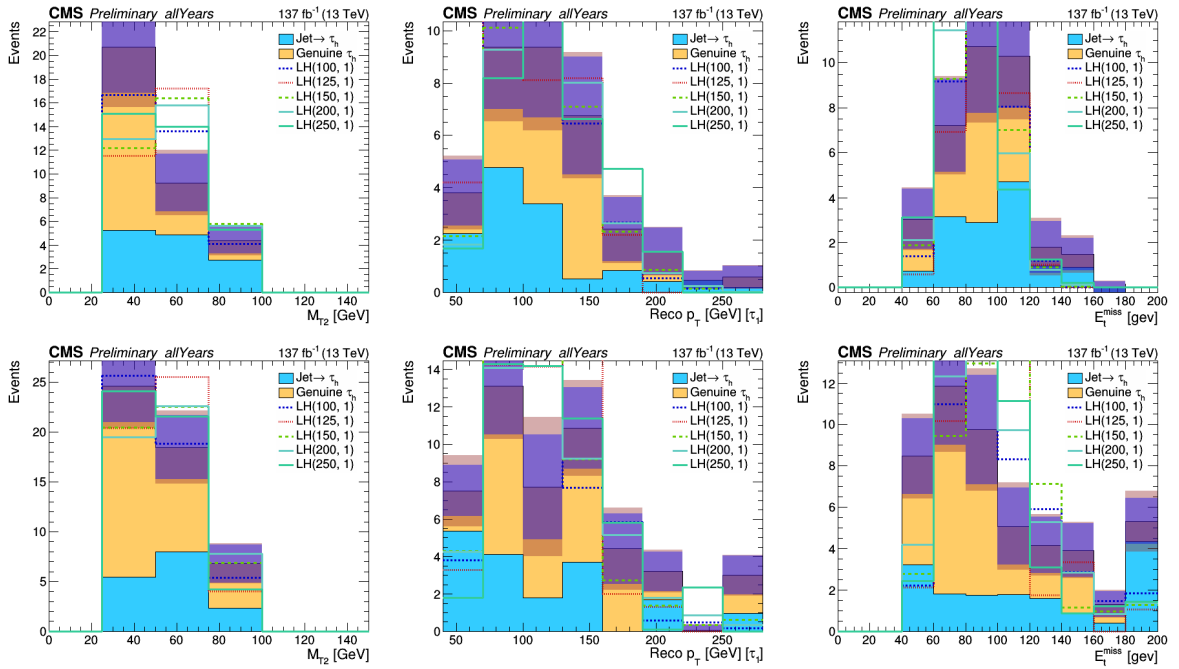 CMS Preliminary allYears 137 fb⁻¹ (13 TeV)
Events
22
20
18
16
14
12
10
8
6
4
2
0
Jet→ τh
Genuine τh
LH(100, 1)
LH(125, 1)
LH(150, 1)
LH(200, 1)
LH(250, 1)
0 20 40 60 80 100 120 140
MT2 [GeV]
CMS Preliminary allYears 137 fb⁻¹ (13 TeV)
Events
10
8
6
4
2
0
Jet→ τh
Genuine τh
LH(100, 1)
LH(125, 1)
LH(150, 1)
LH(200, 1)
LH(250, 1)
50 100 150 200 250
Reco pT [GeV] [τ1]
CMS Preliminary allYears 137 fb⁻¹ (13 TeV)
Events
10
8
6
4
2
0
Jet→ τh
Genuine τh
LH(100, 1)
LH(125, 1)
LH(150, 1)
LH(200, 1)
LH(250, 1)
0 20 40 60 80 100 120 140 160 180 200
Etmiss [gev]
CMS Preliminary allYears 137 fb⁻¹ (13 TeV)
Events
25
20
15
10
5
0
Jet→ τh
Genuine τh
LH(100, 1)
LH(125, 1)
LH(150, 1)
LH(200, 1)
LH(250, 1)
0 20 40 60 80 100 120 140
MT2 [GeV]
CMS Preliminary allYears 137 fb⁻¹ (13 TeV)
Events
14
12
10
8
6
4
2
0
Jet→ τh
Genuine τh
LH(100, 1)
LH(125, 1)
LH(150, 1)
LH(200, 1)
LH(250, 1)
50 100 150 200 250
Reco pT [GeV] [τ1]
CMS Preliminary allYears 137 fb⁻¹ (13 TeV)
Events
12
10
8
6
4
2
0
Jet→ τh
Genuine τh
LH(100, 1)
LH(125, 1)
LH(150, 1)
LH(200, 1)
LH(250, 1)
0 20 40 60 80 100 120 140 160 180 200
Etmiss [gev]